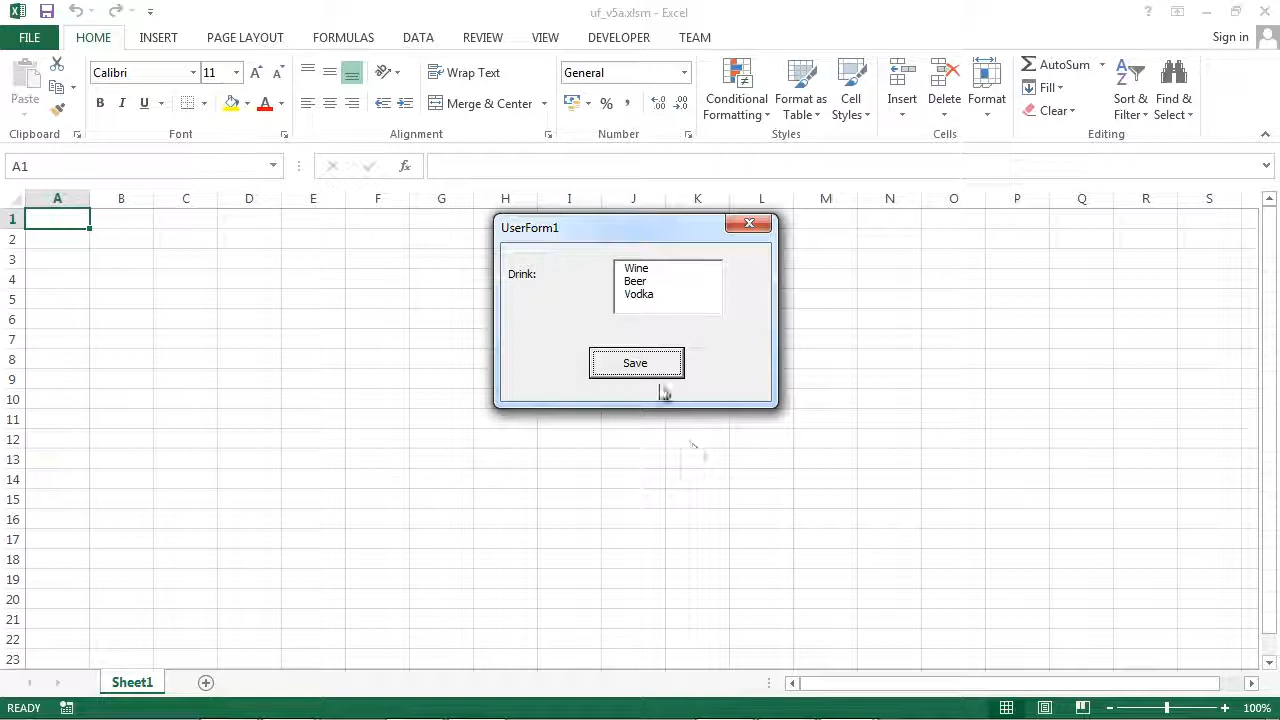 uf_v5a.xlsm - Excel
FILE HOME INSERT PAGE LAYOUT FORMULAS DATA REVIEW VIEW DEVELOPER TEAM Sign in
Paste
Calibri 11
B I U
Wrap Text
Merge & Center
General
% ,
Conditional Formatting
Format as Table
Cell Styles
Insert Delete Format
AutoSum
Fill
Clear
Sort & Filter
Find & Select
Clipboard Font Alignment Number Styles Cells Editing
A1 fx
A B C D E F G H I J K L M N O P Q R S
1
2
3
4
5
6
7
8
9
10
11
12
13
14
15
16
17
18
19
20
21
22
23
UserForm1
Drink:
Wine
Beer
Vodka
Save
Sheet1
READY 100%